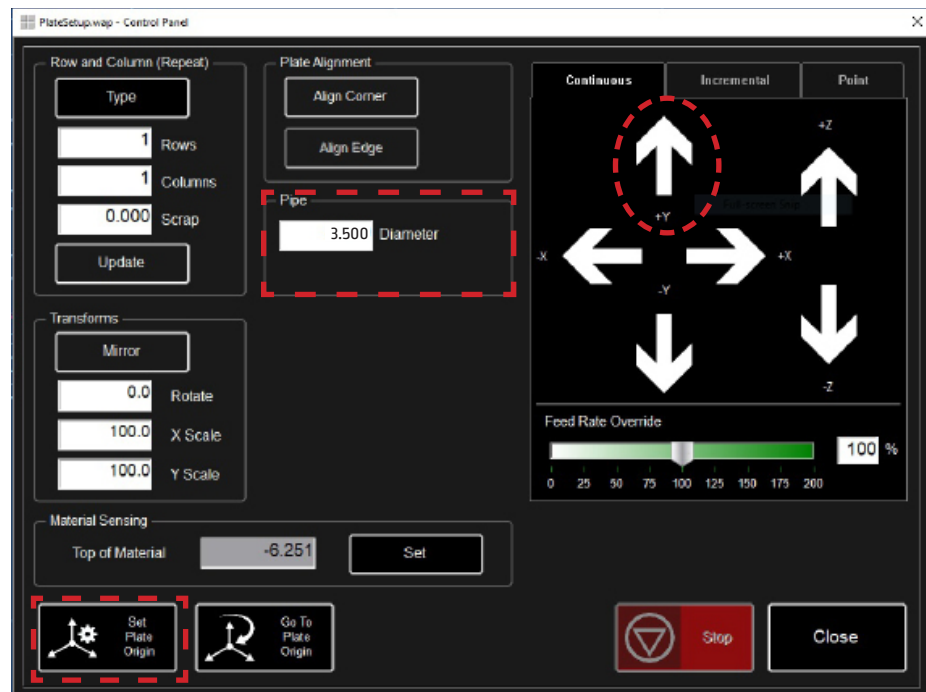 PlateSetup.wap - Control Panel
Row and Column (Repeat)
Type
1 Rows
1 Columns
0.000 Scrap
Update
Plate Alignment
Align Corner
Align Edge
Pipe
3.500 Diameter
Transforms
Mirror
0.0 Rotate
100.0 X Scale
100.0 Y Scale
Material Sensing
Top of Material -6.251 Set
Set
Plate
Origin
Go To
Plate
Origin
Continuous Incremental Point
+Z
+Y
-X
+X
-Y
-Z
Feed Rate Override
100 %
0 25 50 75 100 125 150 175 200
Stop
Close